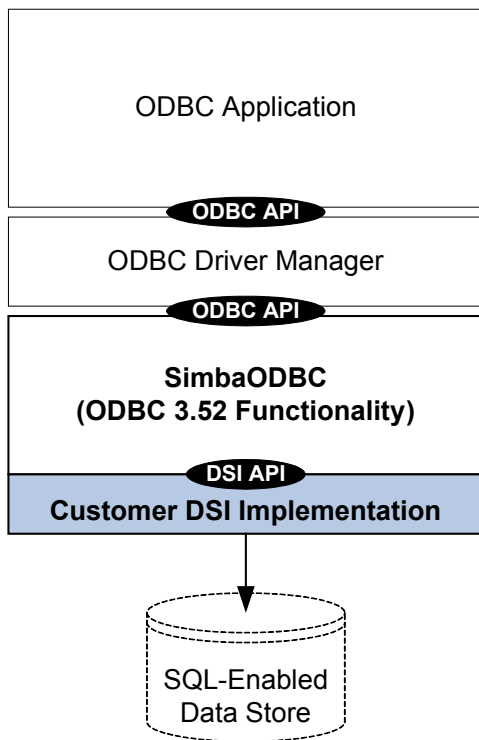 ODBC Application
ODBC API
ODBC Driver Manager
ODBC API
SimbaODBC
(ODBC 3.52 Functionality)
DSI API
Customer DSI Implementation
SQL-Enabled
Data Store